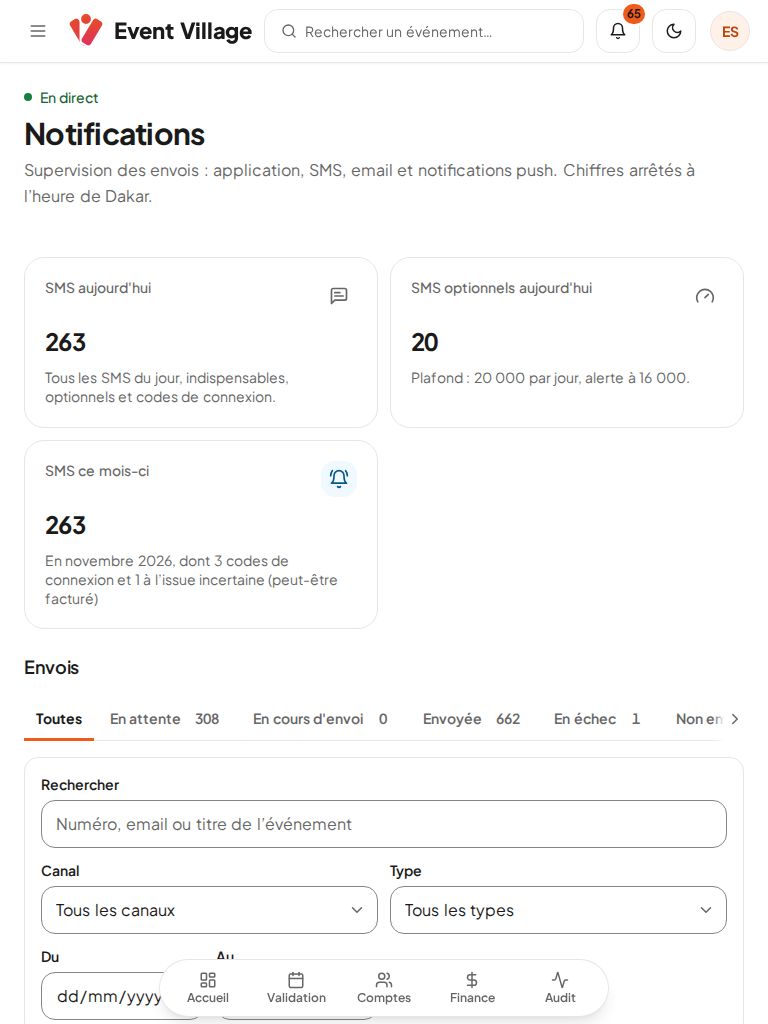 Event Village
Rechercher un événement…
65
ES
En direct
Notifications
Supervision des envois : application, SMS, email et notifications push. Chiffres arrêtés à
l’heure de Dakar.
SMS aujourd'hui
263
Tous les SMS du jour, indispensables,
optionnels et codes de connexion.
SMS optionnels aujourd'hui
20
Plafond : 20 000 par jour, alerte à 16 000.
SMS ce mois-ci
263
En novembre 2026, dont 3 codes de
connexion et 1 à l’issue incertaine (peut-être
facturé)
Envois
Toutes En attente 308 En cours d'envoi 0 Envoyée 662 En échec 1 Non en
Rechercher
Numéro, email ou titre de l’événement
Canal
Tous les canaux
Type
Tous les types
Du
dd/mm/yyyy
Au
Accueil Validation Comptes Finance Audit